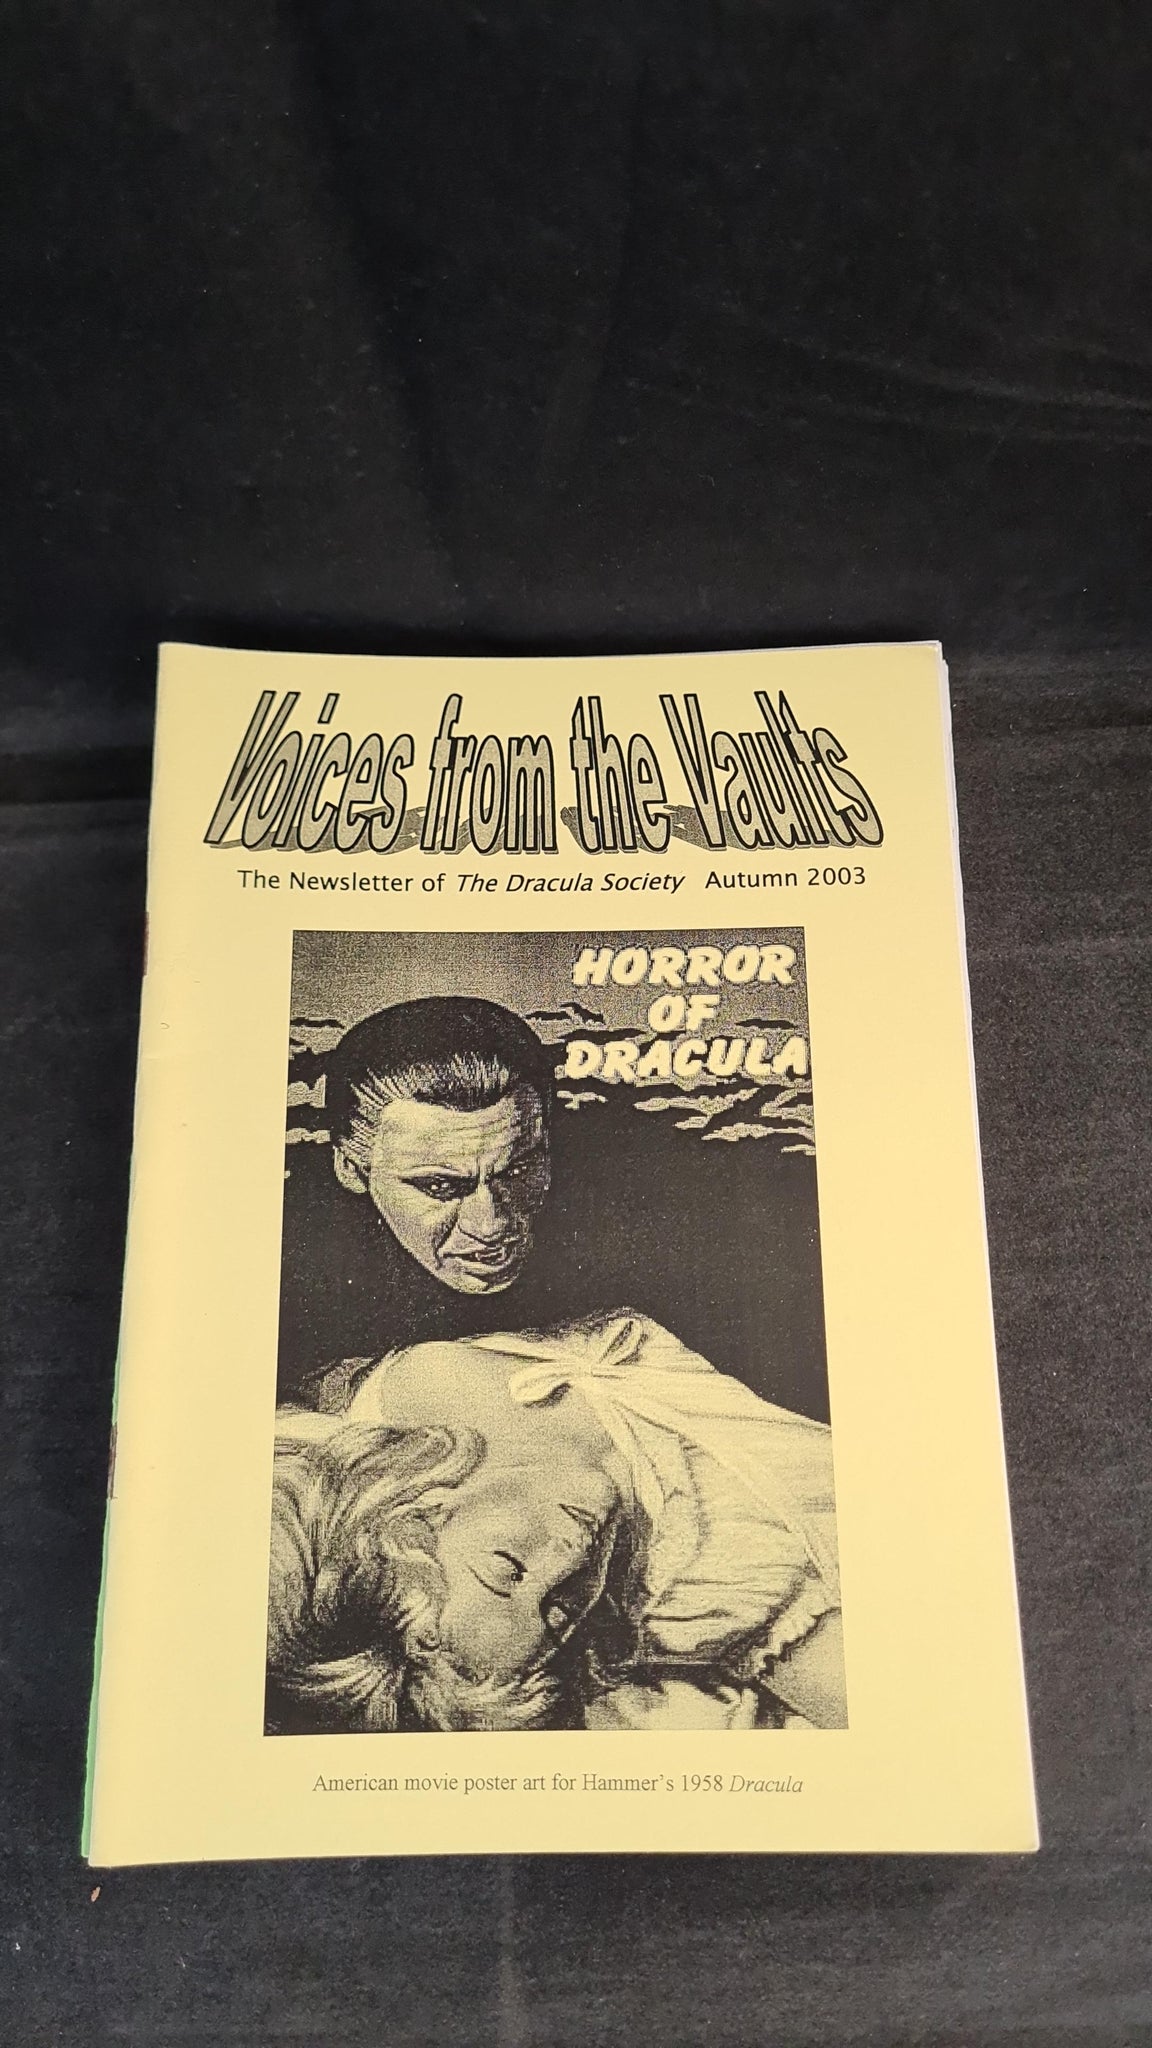 Voices from the Vaults
The Newsletter of The Dracula Society Autumn 2003
HORROR
OF
DRACULA
American movie poster art for Hammer's 1958 Dracula